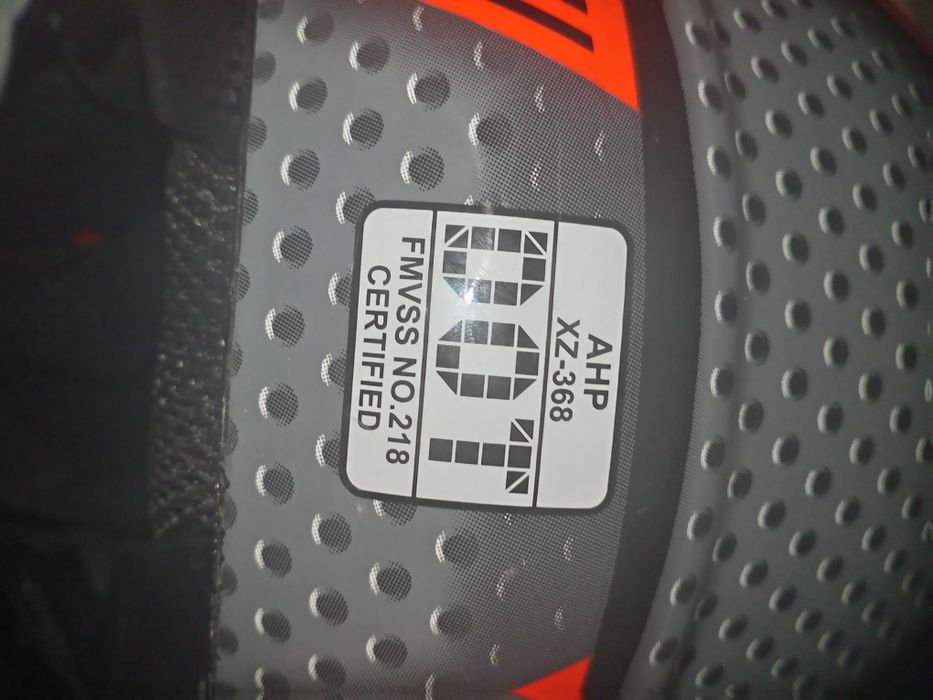 AHP
XZ-368
DOT
FMVSS NO.218
CERTIFIED